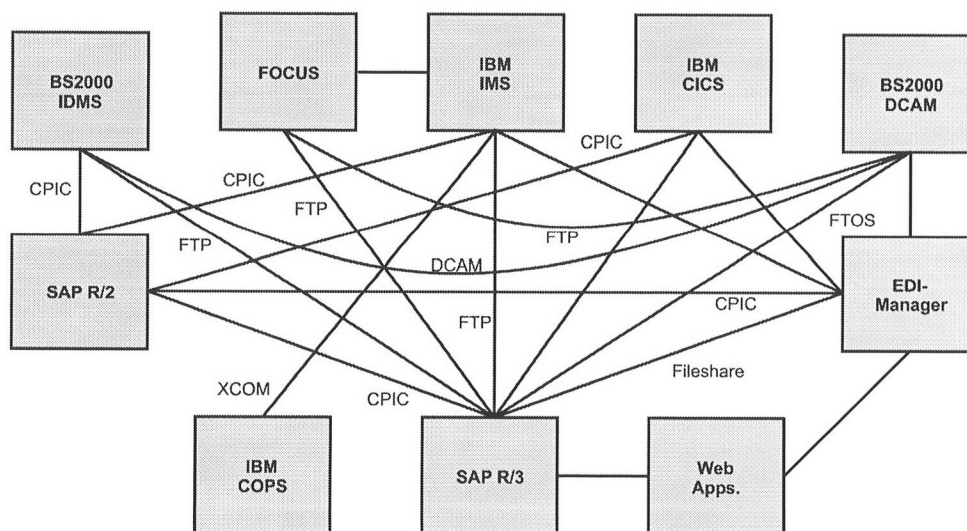 BS2000
IDMS
FOCUS
IBM
IMS
IBM
CICS
BS2000
DCAM
CPIC
CPIC
CPIC
FTP
FTP
FTP
FTOS
DCAM
SAP R/2
EDI-
Manager
CPIC
FTP
XCOM
CPIC
Fileshare
IBM
COPS
SAP R/3
Web
Apps.